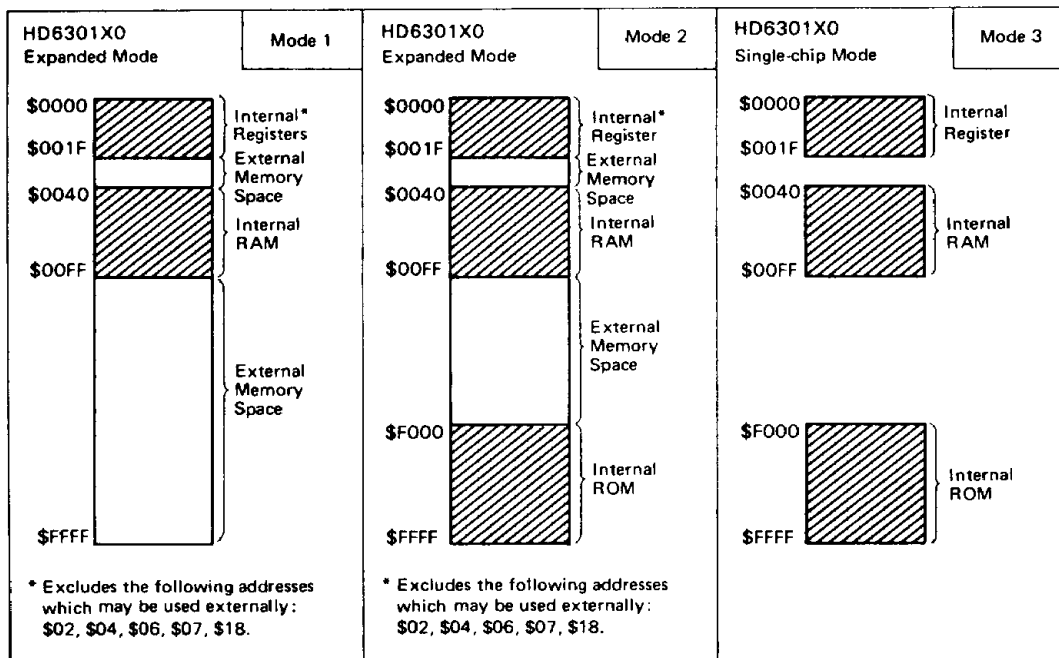 HD6301X0
Expanded Mode
Mode 1
$0000
$001F
$0040
$00FF
$FFFF
Internal*
Registers
External
Memory
Space
Internal
RAM
External
Memory
Space
* Excludes the following addresses
which may be used externally:
$02, $04, $06, $07, $18.
HD6301X0
Expanded Mode
Mode 2
$0000
$001F
$0040
$00FF
$F000
$FFFF
Internal*
Register
External
Memory
Space
Internal
RAM
External
Memory
Space
Internal
ROM
* Excludes the following addresses
which may be used externally:
$02, $04, $06, $07, $18.
HD6301X0
Single-chip Mode
Mode 3
$0000
$001F
$0040
$00FF
$F000
$FFFF
Internal
Register
Internal
RAM
Internal
ROM